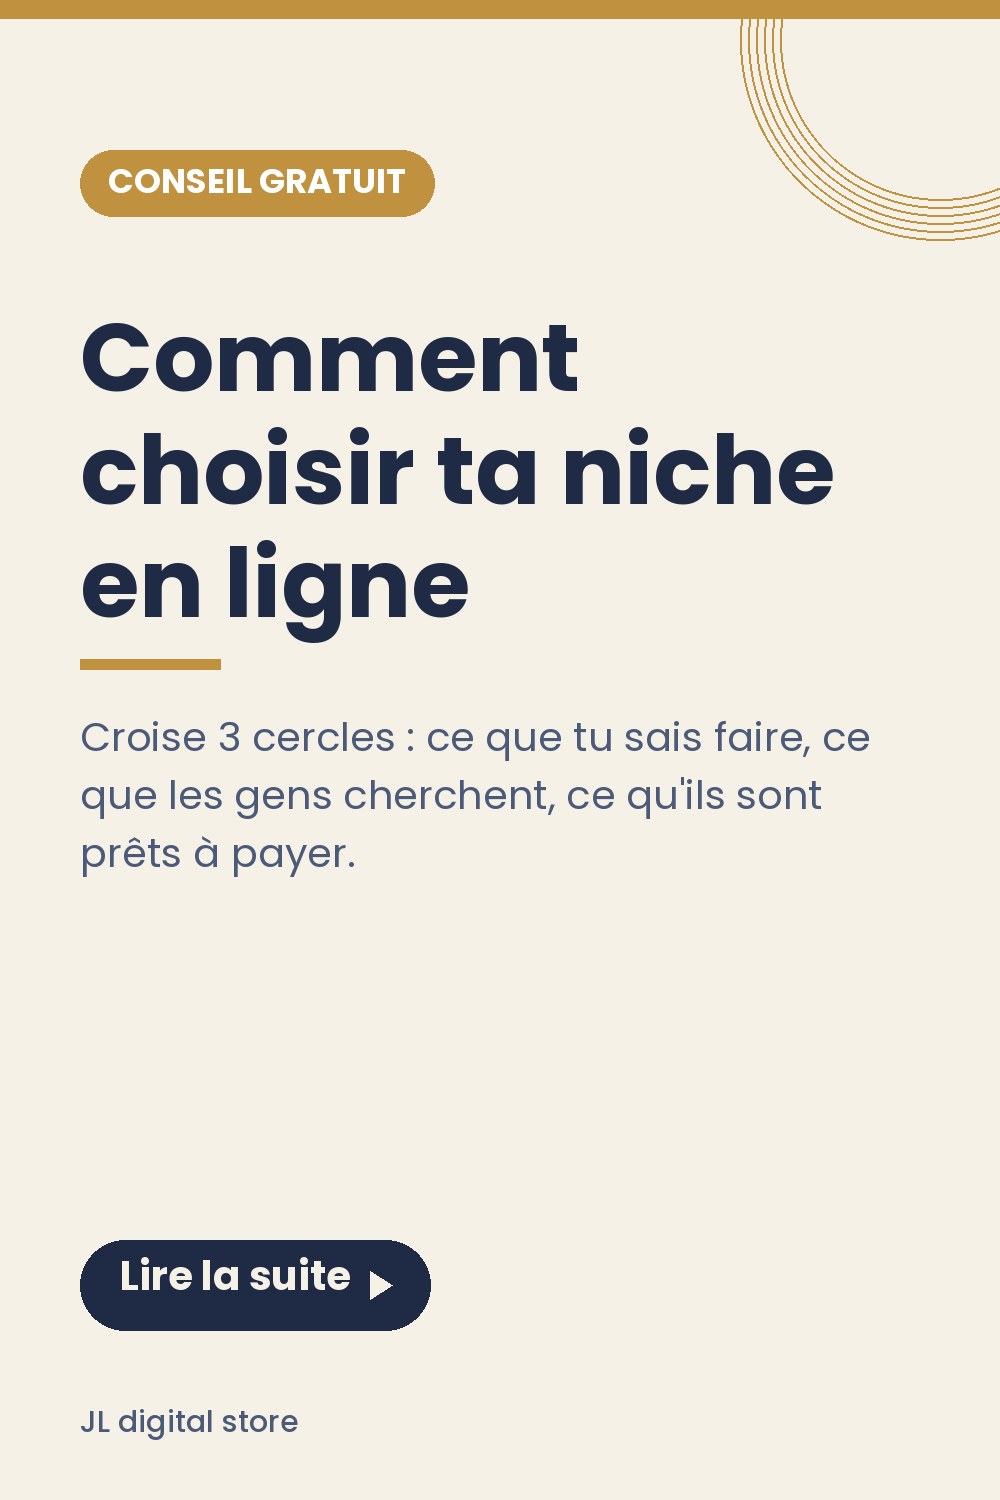 CONSEIL GRATUIT
Comment
choisir ta niche
en ligne
Croise 3 cercles : ce que tu sais faire, ce
que les gens cherchent, ce qu'ils sont
prêts à payer.
Lire la suite
JL digital store